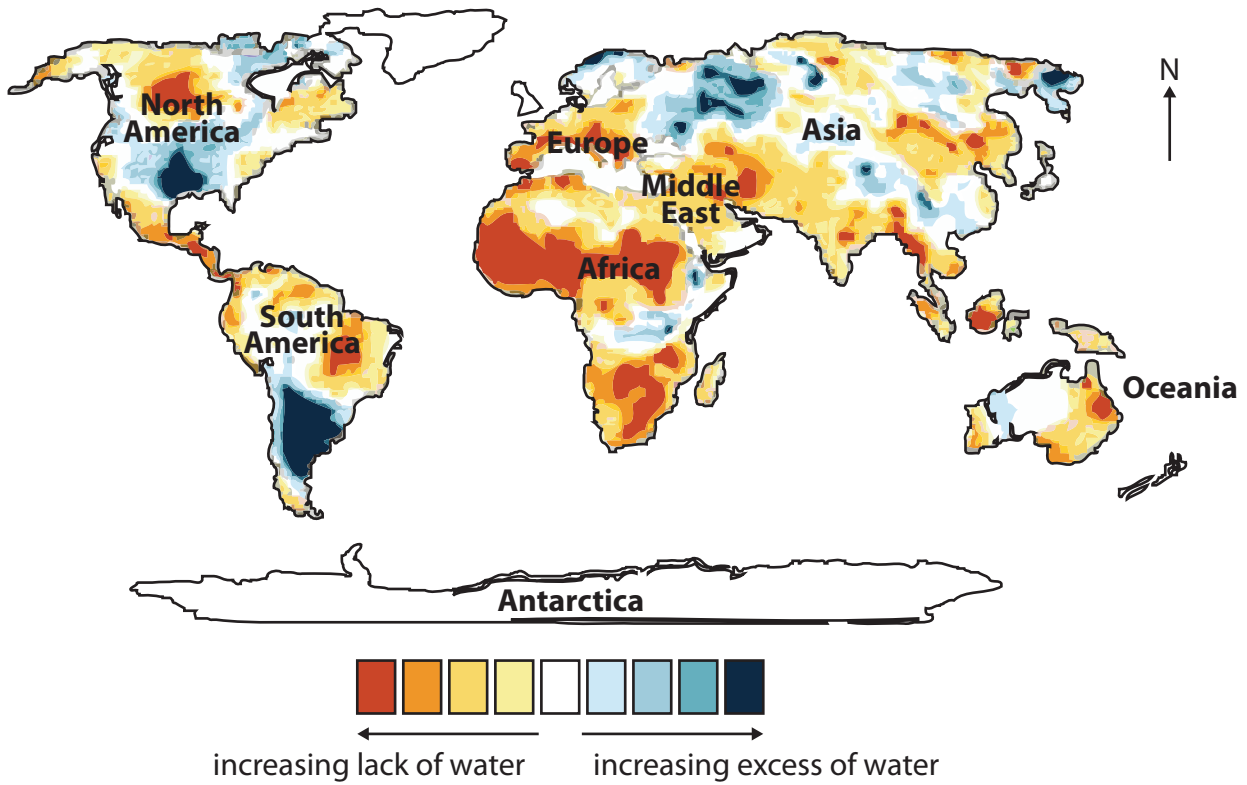 N
North
America
Europe
Asia
Middle
East
Africa
South
America
Oceania
Antarctica
increasing lack of water
increasing excess of water